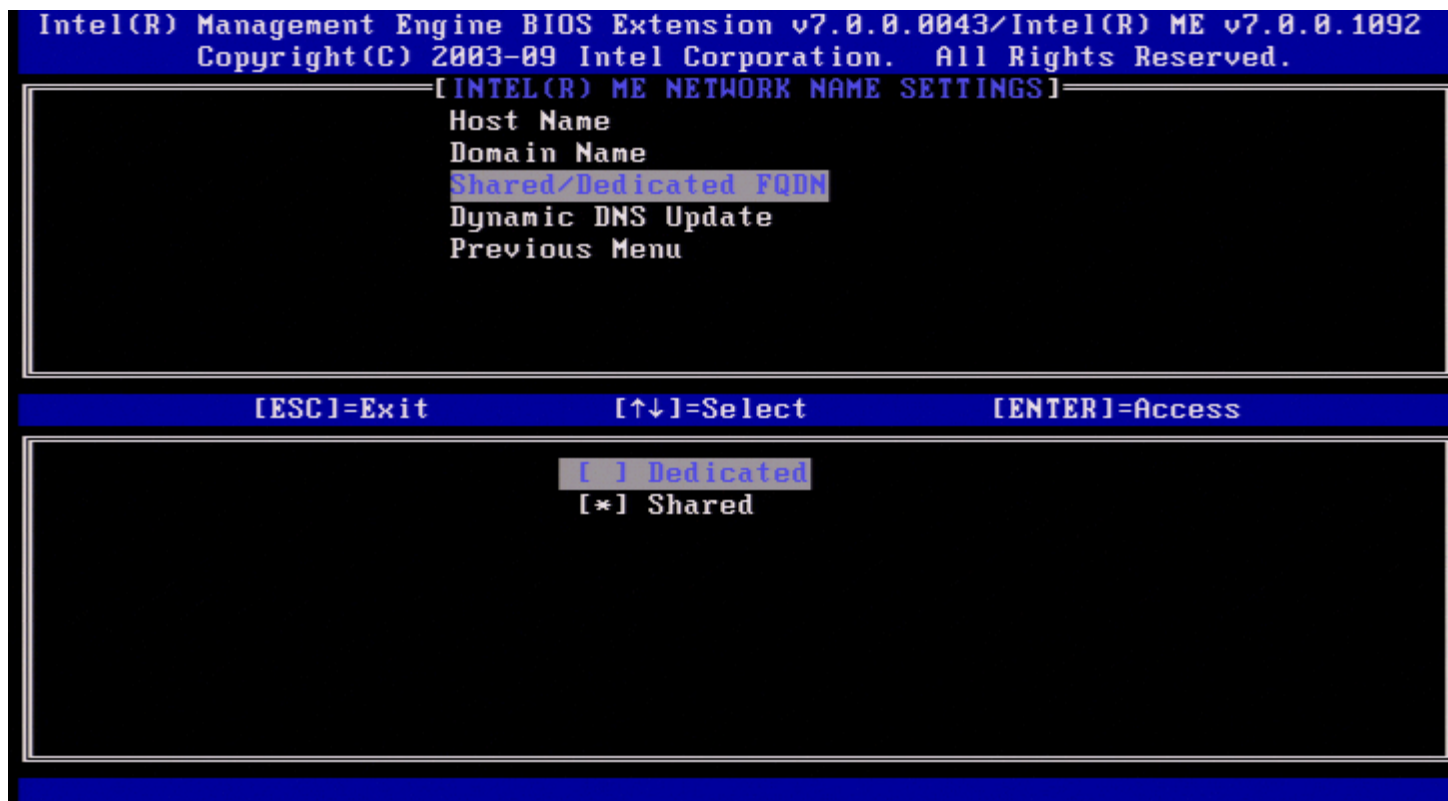 Intel(R) Management Engine BIOS Extension v7.0.0.0043/Intel(R) ME v7.0.0.1092
Copyright(C) 2003-09 Intel Corporation. All Rights Reserved.
[INTEL(R) ME NETWORK NAME SETTINGS]
Host Name
Domain Name
Shared/Dedicated FQDN
Dynamic DNS Update
Previous Menu
[ESC]=Exit [↑↓]=Select [ENTER]=Access
[ ] Dedicated
[*] Shared